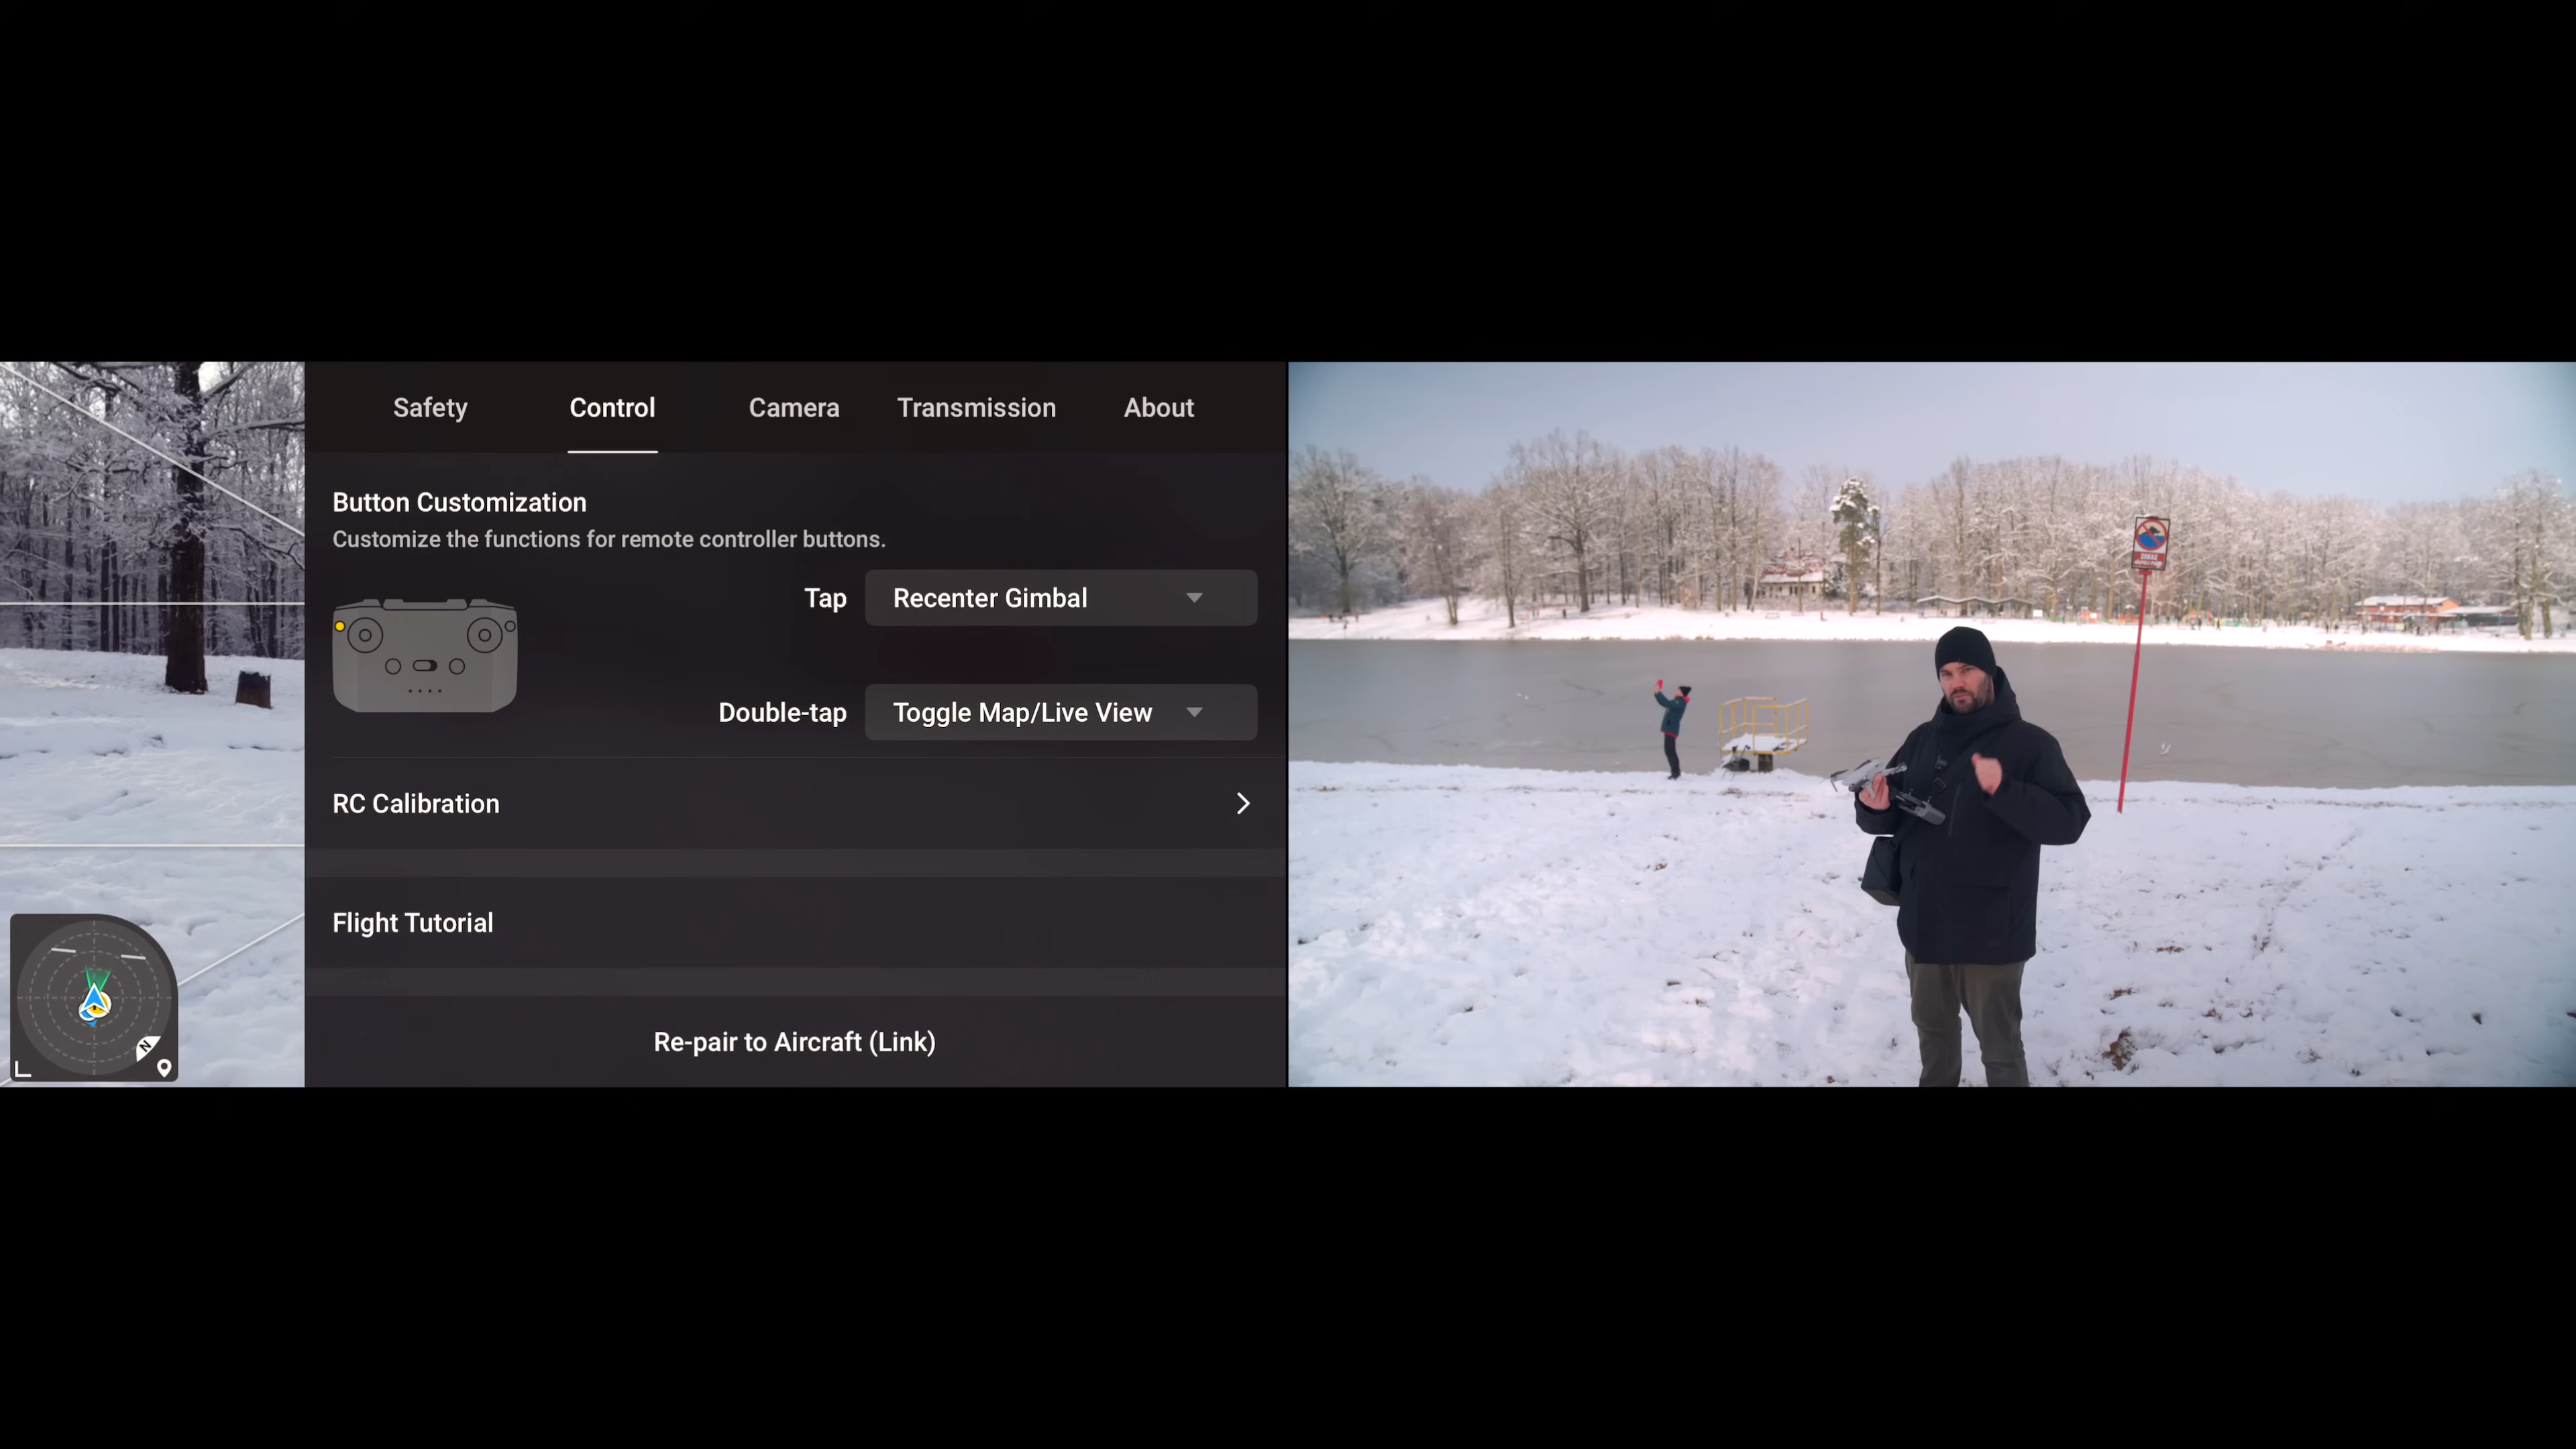 Safety
Control
Camera
Transmission
About
Button Customization
Customize the functions for remote controller buttons.
Tap
Recenter Gimbal
Double-tap
Toggle Map/Live View
RC Calibration
Flight Tutorial
N
Re-pair to Aircraft (Link)